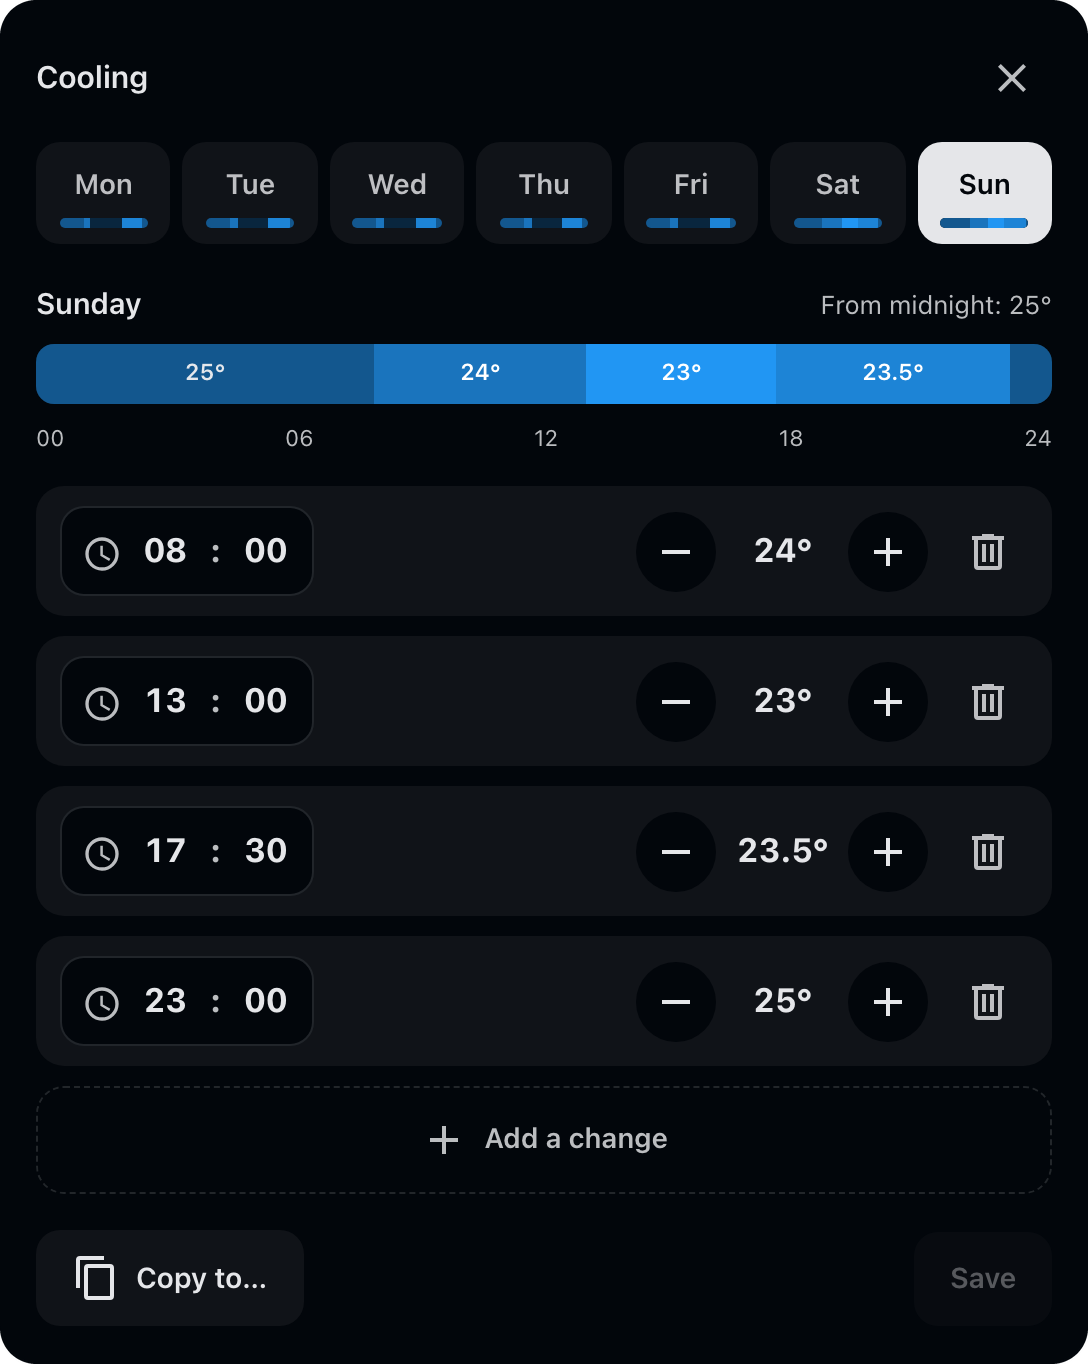 Cooling
Mon Tue Wed Thu Fri Sat Sun
Sunday From midnight: 25°
25° 24° 23° 23.5°
00 06 12 18 24
08 : 00 24°
13 : 00 23°
17 : 30 23.5°
23 : 00 25°
Add a change
Copy to... Save